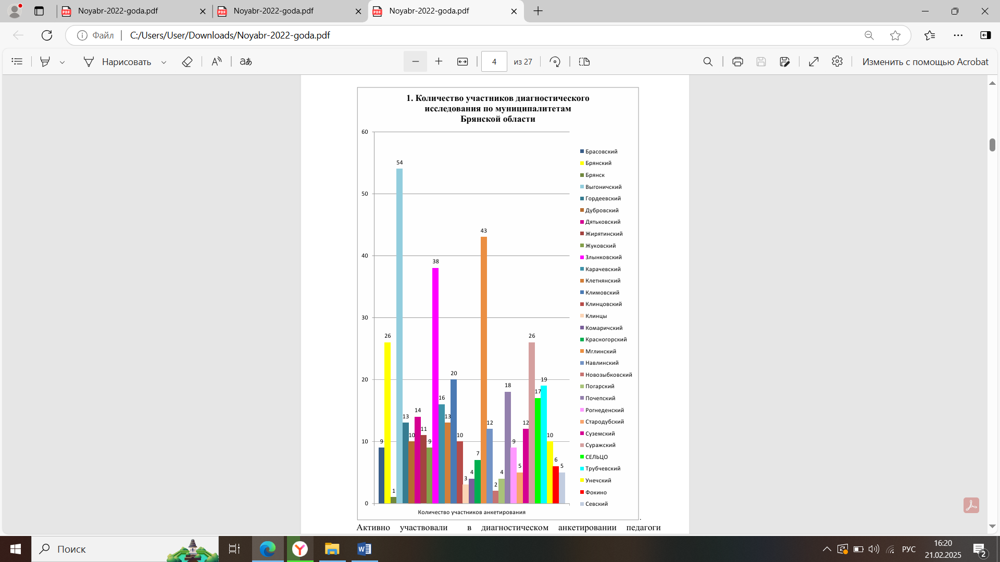 Noyabr-2022-goda.pdf
Noyabr-2022-goda.pdf
Noyabr-2022-goda.pdf
Файл
C:/Users/User/Downloads/Noyabr-2022-goda.pdf
Нарисовать
aあ
4
из 27
Изменить с помощью Acrobat
1. Количество участников диагностического
исследования по муниципалитетам
Брянской области
60
50
40
30
20
10
0
9
26
1
54
13
10
14
11
9
38
16
13
20
10
3
4
7
43
12
2
4
18
9
5
12
26
17
19
10
6
5
Количество участников анкетирования
Брасовский
Брянский
Брянск
Выгоничский
Гордеевский
Дубровский
Дятьковский
Жирятинский
Жуковский
Злынковский
Карачевский
Клетнянский
Климовский
Клинцовский
Клинцы
Комаричский
Красногорский
Мглинский
Навлинский
Новозыбковский
Погарский
Почепский
Рогнеденский
Стародубский
Суземский
Суражский
СЕЛЬЦО
Трубчевский
Унечский
Фокино
Севский
.
Активно участвовали в диагностическом анкетировании педагоги
Поиск
РУС
16:20
21.02.2025
2